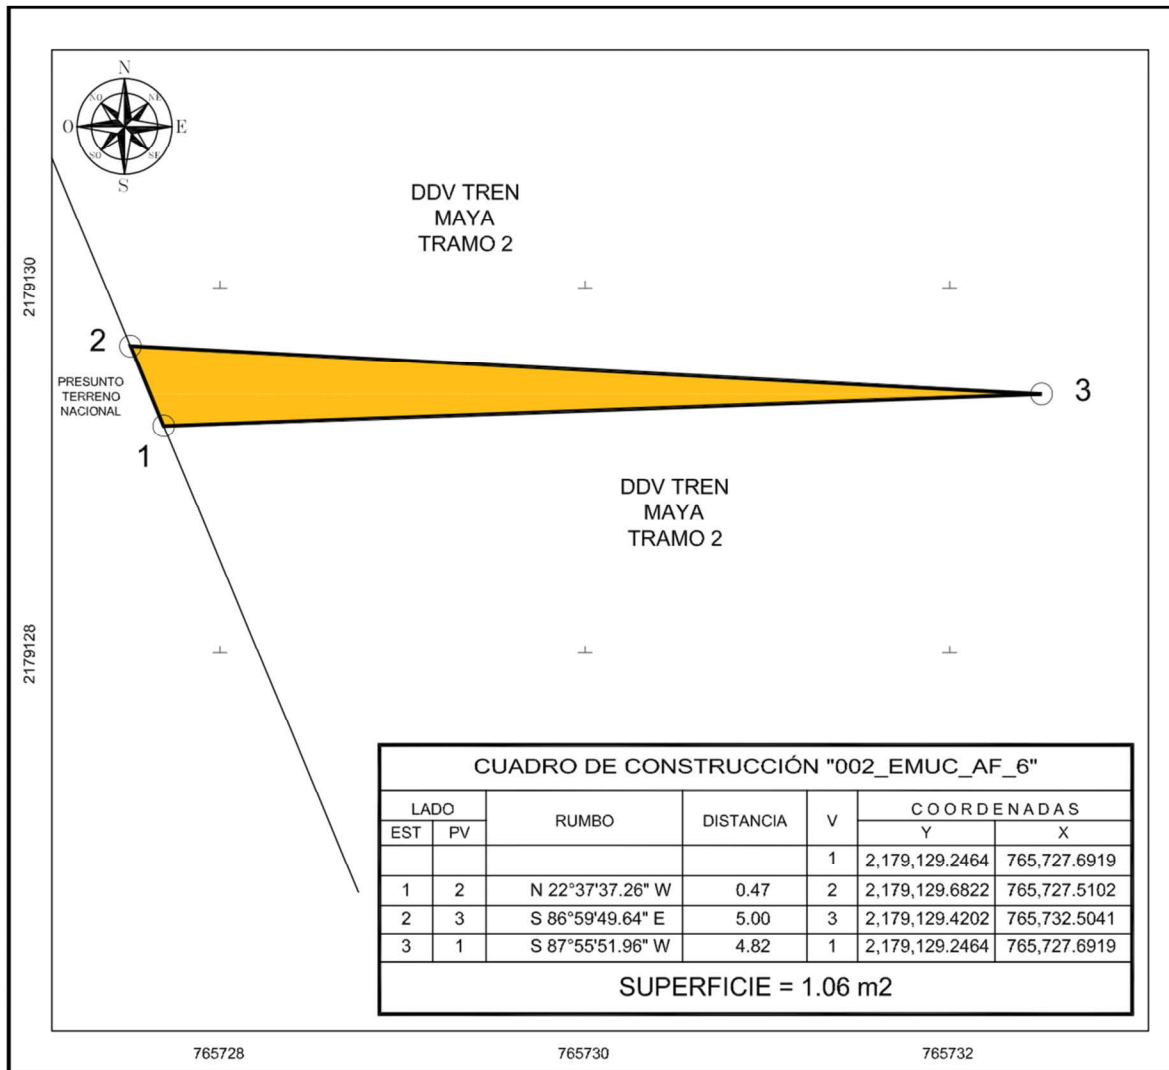 N
NO NE
O E
SO SE
S
DDV TREN
MAYA
TRAMO 2
2179130
2
PRESUNTO
TERRENO
NACIONAL
3
1
DDV TREN
MAYA
TRAMO 2
2179128
CUADRO DE CONSTRUCCIÓN "002_EMUC_AF_6"
LADO RUMBO DISTANCIA V COORDENADAS
EST PV Y X
1 2,179,129.2464 765,727.6919
1 2 N 22°37'37.26" W 0.47 2 2,179,129.6822 765,727.5102
2 3 S 86°59'49.64" E 5.00 3 2,179,129.4202 765,732.5041
3 1 S 87°55'51.96" W 4.82 1 2,179,129.2464 765,727.6919
SUPERFICIE = 1.06 m2
765728 765730 765732